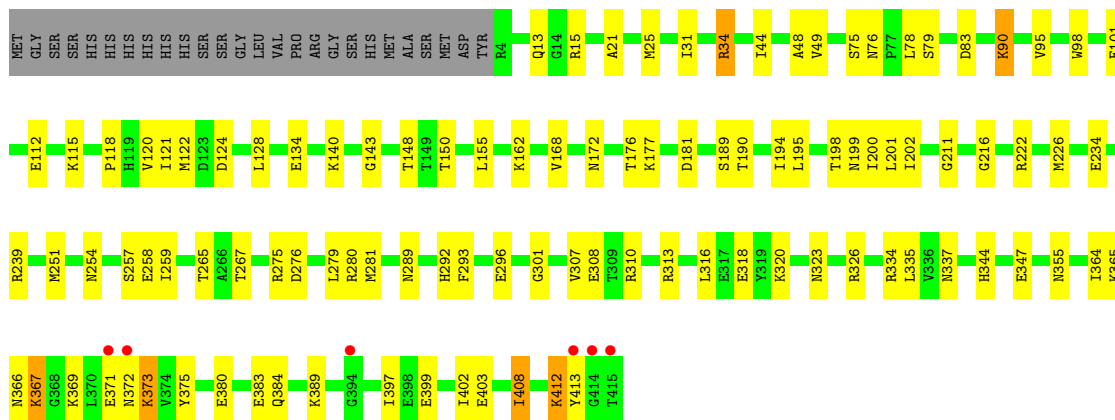 MET GLY SER SER HIS HIS HIS HIS HIS HIS SER SER GLY LEU VAL PRO ARG GLY SER HIS MET ALA SER MET ASP TYR R4 Q13 G14 R15 A21 M25 I31 R34 I44 A48 V49 S75 N76 P77 L78 S79 D83 K90 V95 W98
E112 K115 P118 H119 V120 I121 M122 D123 D124 L128 E134 K140 G143 T148 T149 T150 L155 K162 V168 N172 T176 K177 D181 S189 T190 I194 L195 T198 N199 I200 L201 I202 G211 G216 R222 M226 E234
R239 M251 N254 S257 E258 I259 T265 A266 T267 R275 D276 L279 R280 M281 N289 H292 F293 E296 G301 V307 E308 T309 R310 R313 L316 E317 E318 Y319 K320 N323 R326 R334 L335 V336 N337 H344 E347 N355 I364
N366 K367 G368 K369 L370 E371 N372 K373 V374 Y375 E380 E383 Q384 K389 G394 I397 E398 E399 I402 E403 I408 K412 Y413 G414 T415